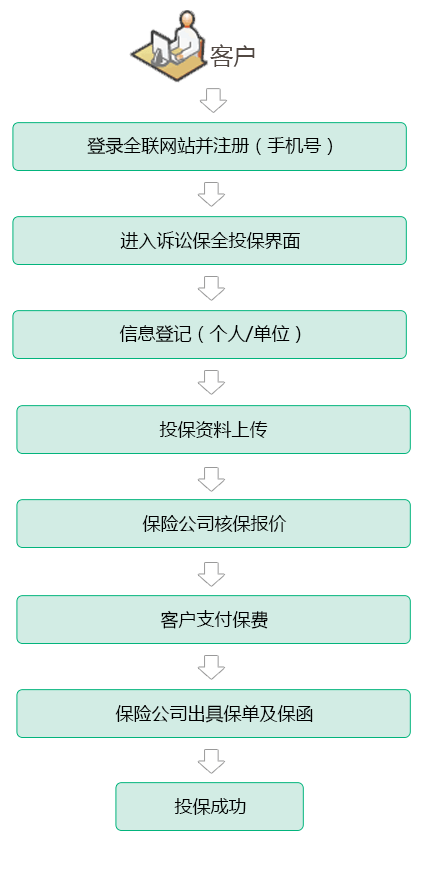 客户
登录全联网站并注册（手机号）
进入诉讼保全投保界面
信息登记（个人/单位）
投保资料上传
保险公司核保报价
客户支付保费
保险公司出具保单及保函
投保成功